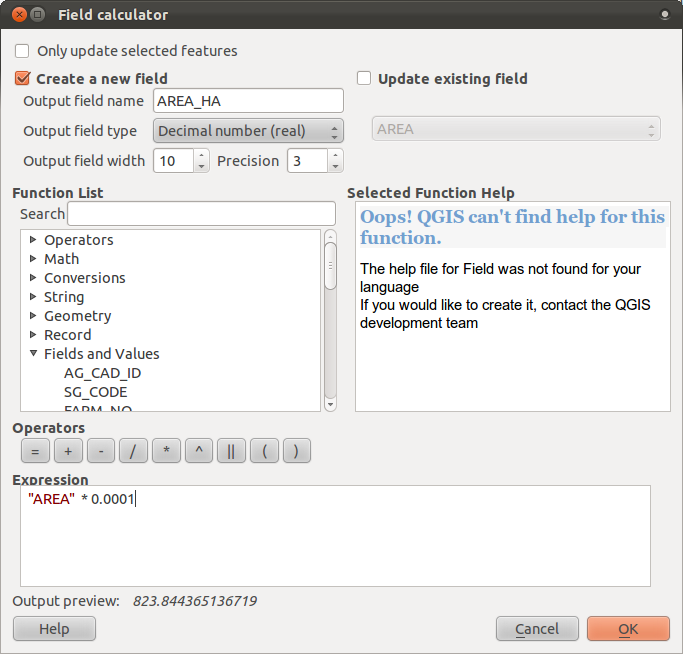 Field calculator
Only update selected features
Create a new field
Update existing field
Output field name AREA_HA
Output field type Decimal number (real)
AREA
Output field width 10 Precision 3
Function List
Selected Function Help
Search
Oops! QGIS can't find help for this
function.
The help file for Field was not found for your
language
If you would like to create it, contact the QGIS
development team
Operators
Math
Conversions
String
Geometry
Record
Fields and Values
AG_CAD_ID
SG_CODE
FARM_NO
Operators
= + - / * ^ || ( )
Expression
"AREA" * 0.0001
Output preview: 823.844365136719
Help Cancel OK